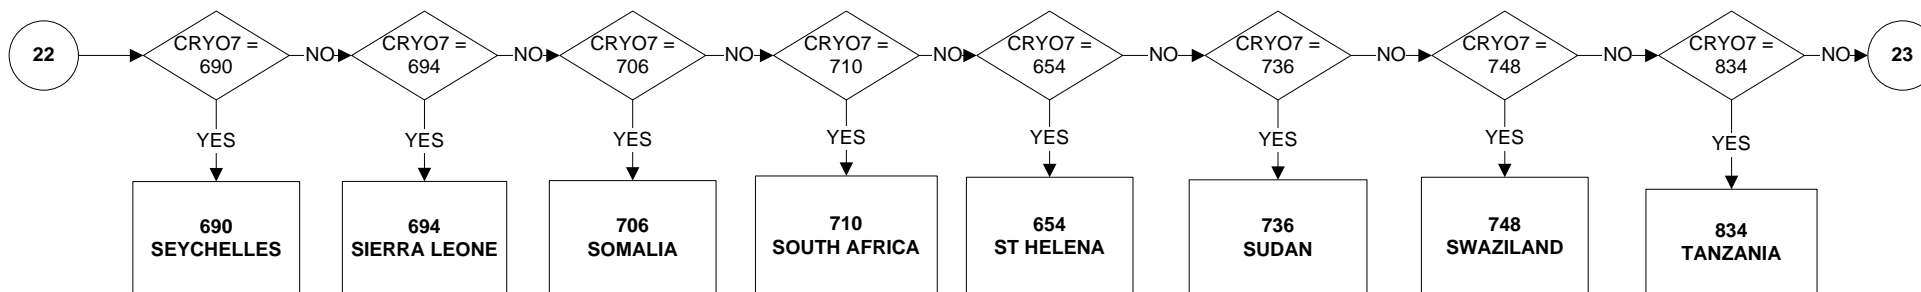 22
CRYO7 =
690
NO
CRYO7 =
694
NO
CRYO7 =
706
NO
CRYO7 =
710
NO
CRYO7 =
654
NO
CRYO7 =
736
NO
CRYO7 =
748
NO
CRYO7 =
834
NO
23
YES
YES
YES
YES
YES
YES
YES
YES
690
SEYCHELLES
694
SIERRA LEONE
706
SOMALIA
710
SOUTH AFRICA
654
ST HELENA
736
SUDAN
748
SWAZILAND
834
TANZANIA